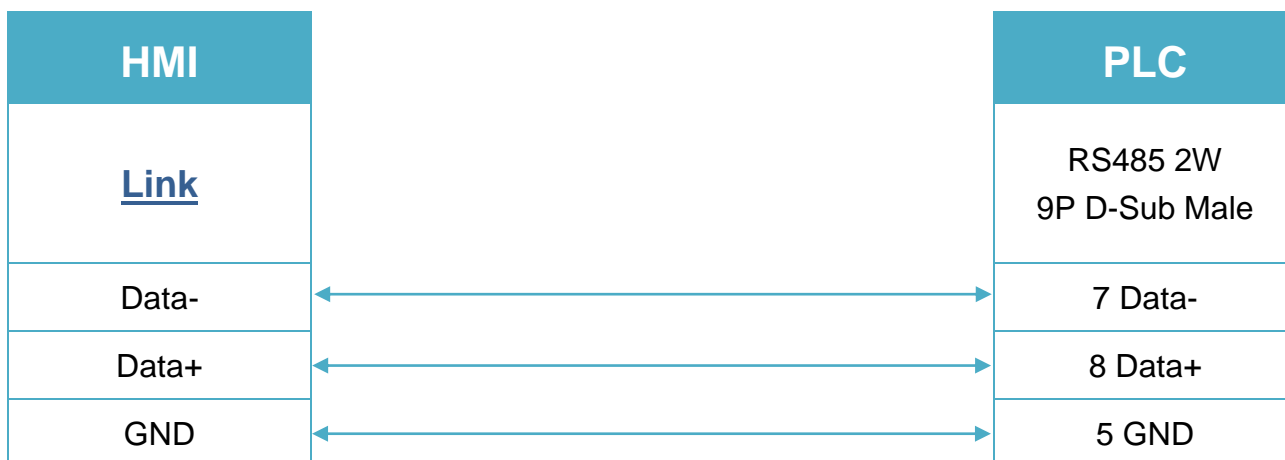 HMI
PLC
Link
RS485 2W
9P D-Sub Male
Data-
7 Data-
Data+
8 Data+
GND
5 GND